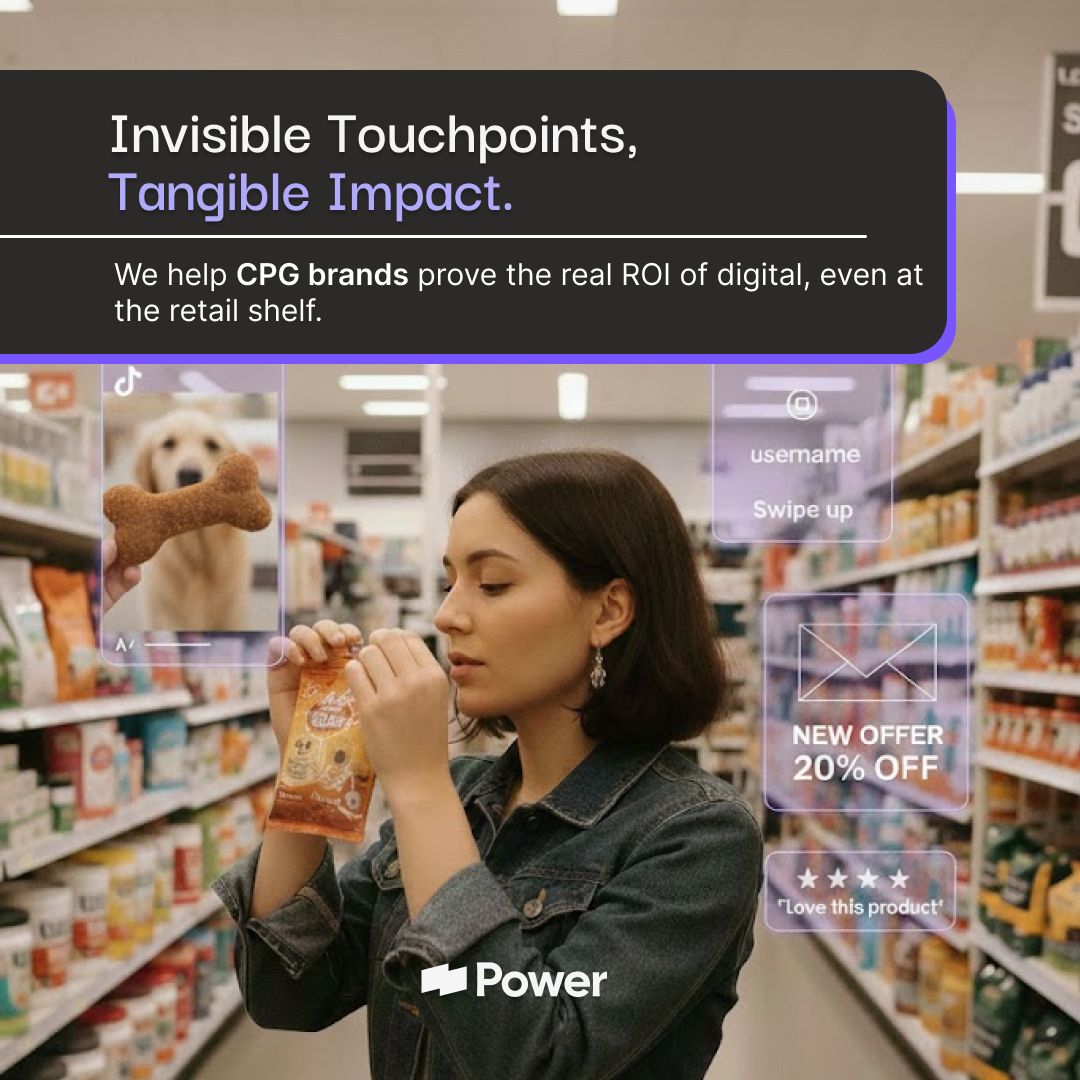 Invisible Touchpoints,
Tangible Impact.
We help CPG brands prove the real ROI of digital, even at
the retail shelf.
username
Swipe up
NEW OFFER
20% OFF
"Love this product"
Power